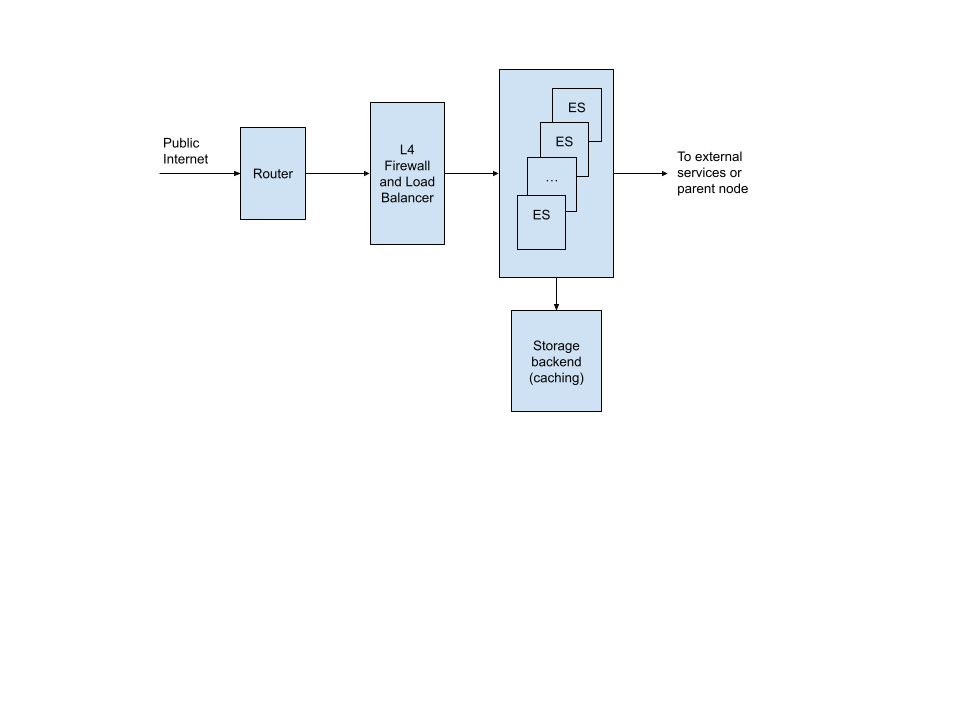 Public
Internet
Router
L4
Firewall
and Load
Balancer
ES
ES
...
ES
To external
services or
parent node
Storage
backend
(caching)